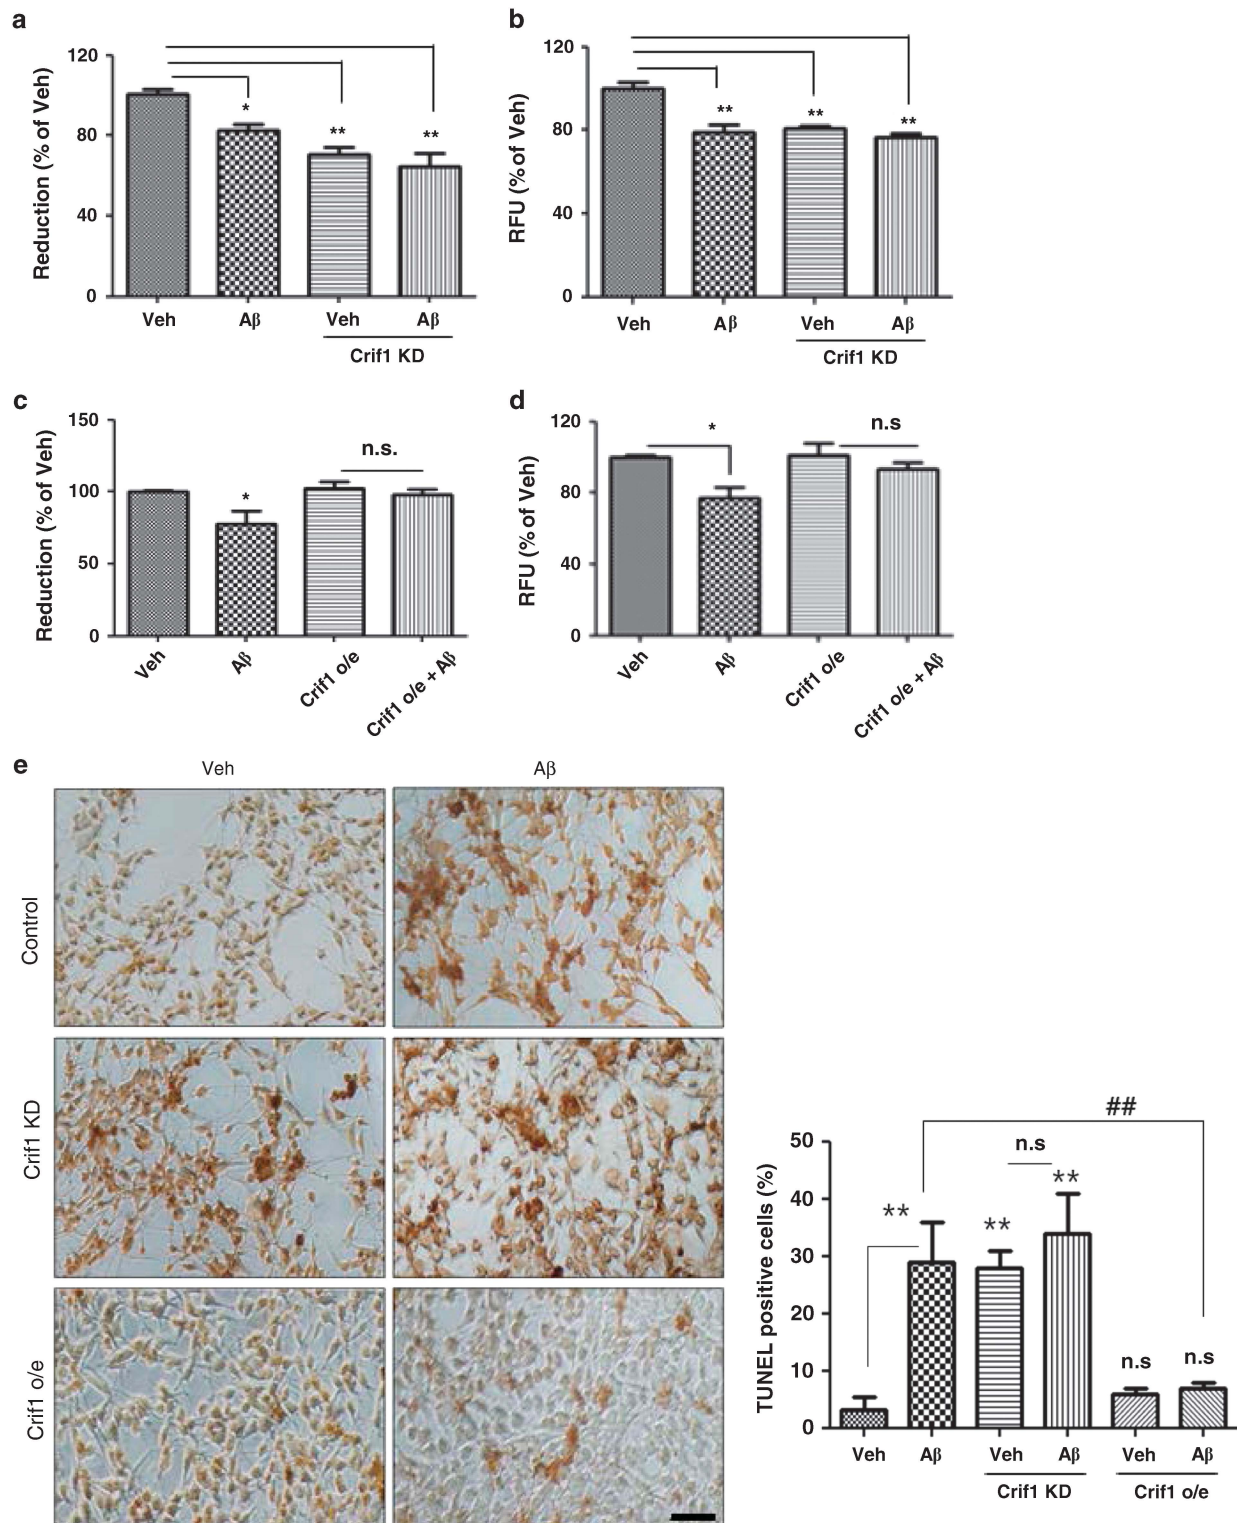 a
Reduction (% of Veh)
120
80
40
0
*
**
**
Veh
Aβ
Veh
Aβ
Crif1 KD
b
RFU (% of Veh)
120
80
40
0
**
**
**
Veh
Aβ
Veh
Aβ
Crif1 KD
c
Reduction (% of Veh)
150
100
50
0
*
n.s.
Veh
Aβ
Crif1 o/e
Crif1 o/e + Aβ
d
RFU (% of Veh)
120
80
40
0
*
n.s
Veh
Aβ
Crif1 o/e
Crif1 o/e + Aβ
e
Veh
Aβ
Control
Crif1 KD
Crif1 o/e
TUNEL positive cells (%)
50
40
30
20
10
0
##
n.s
**
**
**
n.s
n.s
Veh
Aβ
Veh
Aβ
Veh
Aβ
Crif1 KD
Crif1 o/e